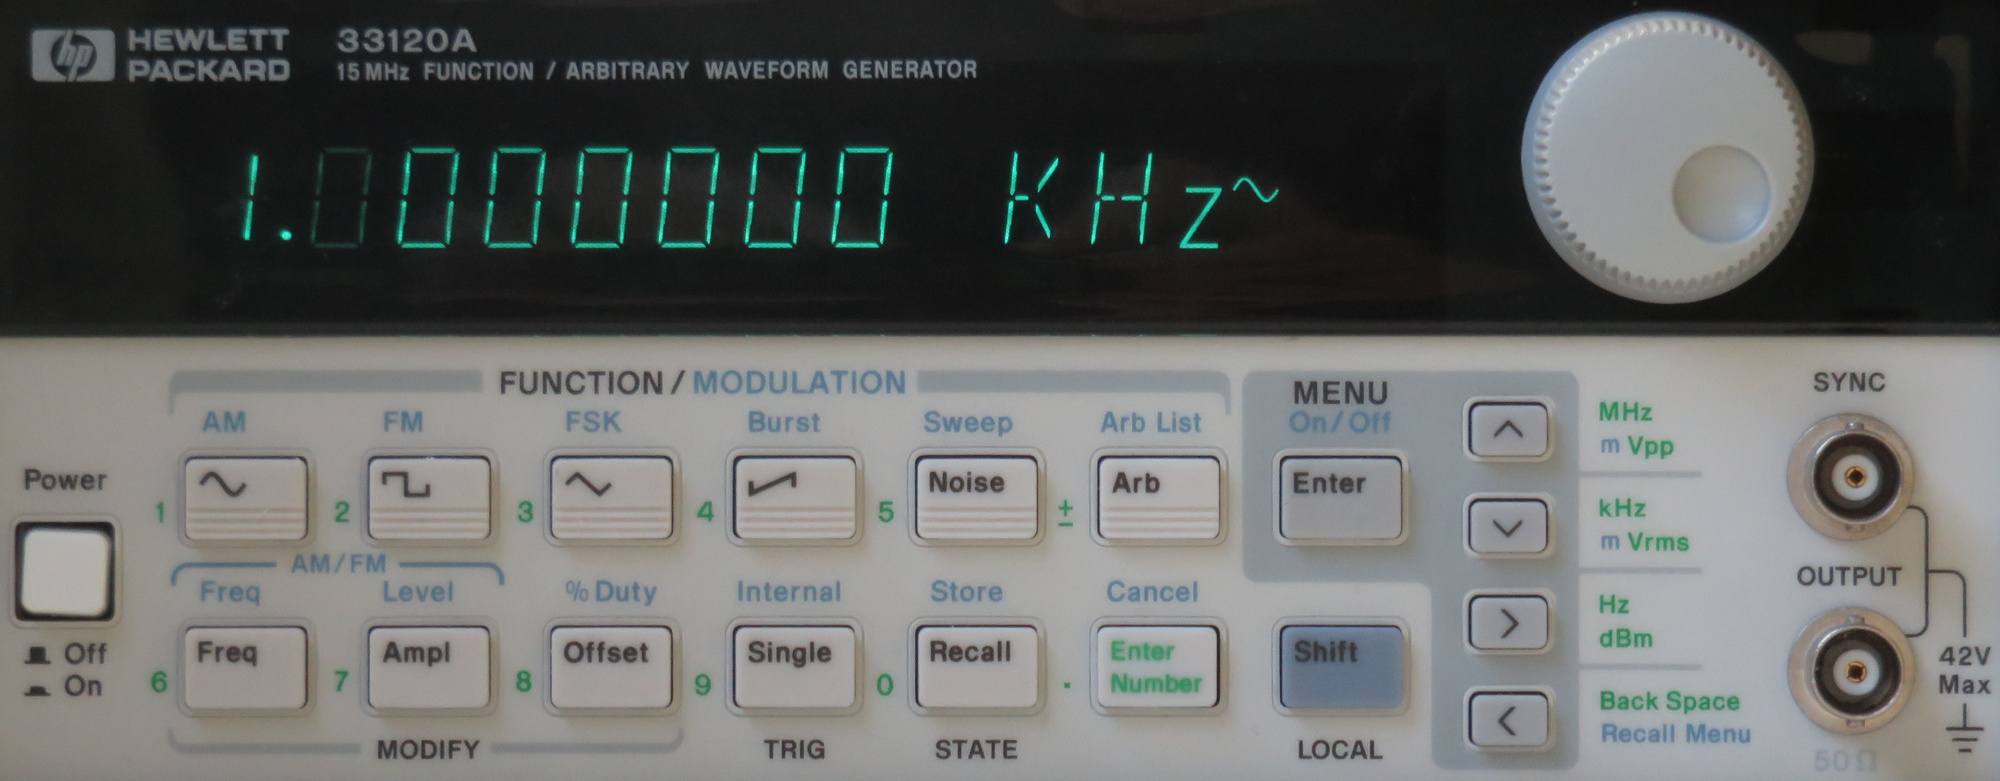 hp HEWLETT PACKARD
33120A
15 MHz FUNCTION / ARBITRARY WAVEFORM GENERATOR
1.0000000 KHz~
FUNCTION / MODULATION
AM FM FSK Burst Sweep Arb List
1 2 3 4 5 Noise ± Arb
AM/FM
Freq Level % Duty Internal Store Cancel
6 Freq 7 Ampl 8 Offset 9 Single 0 Recall . Enter Number
MODIFY TRIG STATE
Power
Off
On
MENU
On/Off
Enter
Shift
LOCAL
MHz
m Vpp
kHz
m Vrms
Hz
dBm
Back Space
Recall Menu
SYNC
OUTPUT
42V
Max
50Ω